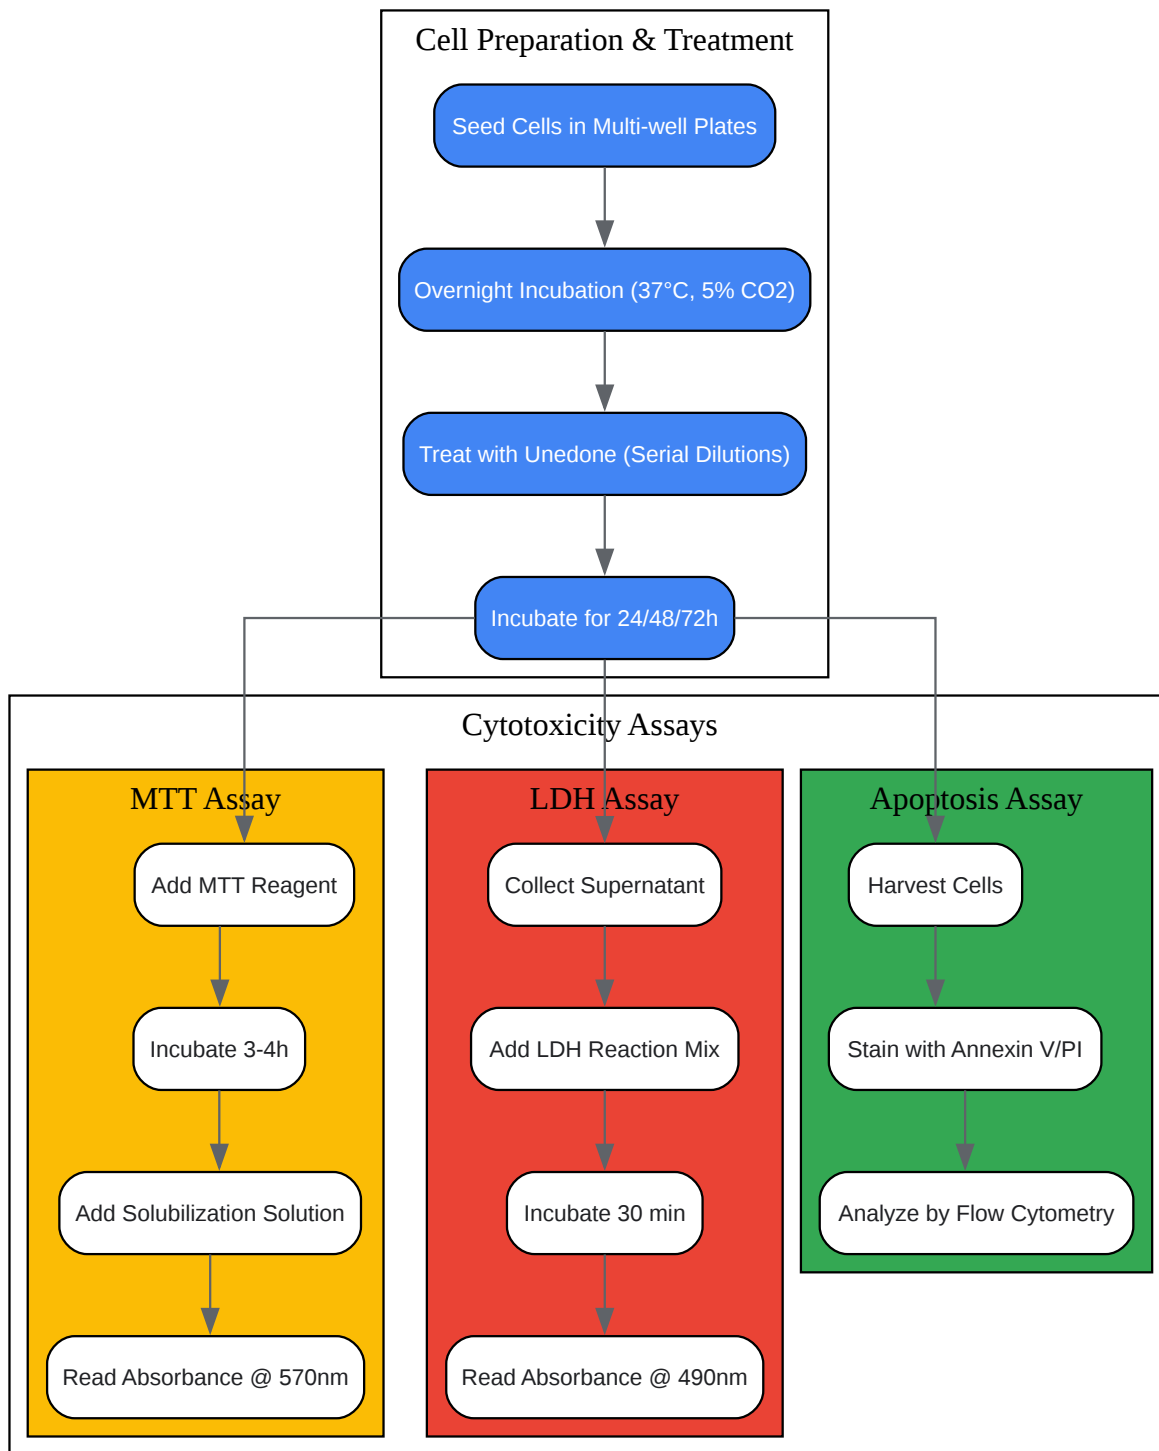 Cell Preparation & Treatment
Seed Cells in Multi-well Plates
Overnight Incubation (37°C, 5% CO2)
Treat with Unedone (Serial Dilutions)
Incubate for 24/48/72h
Cytotoxicity Assays
MTT Assay
Add MTT Reagent
Incubate 3-4h
Add Solubilization Solution
Read Absorbance @ 570nm
LDH Assay
Collect Supernatant
Add LDH Reaction Mix
Incubate 30 min
Read Absorbance @ 490nm
Apoptosis Assay
Harvest Cells
Stain with Annexin V/PI
Analyze by Flow Cytometry